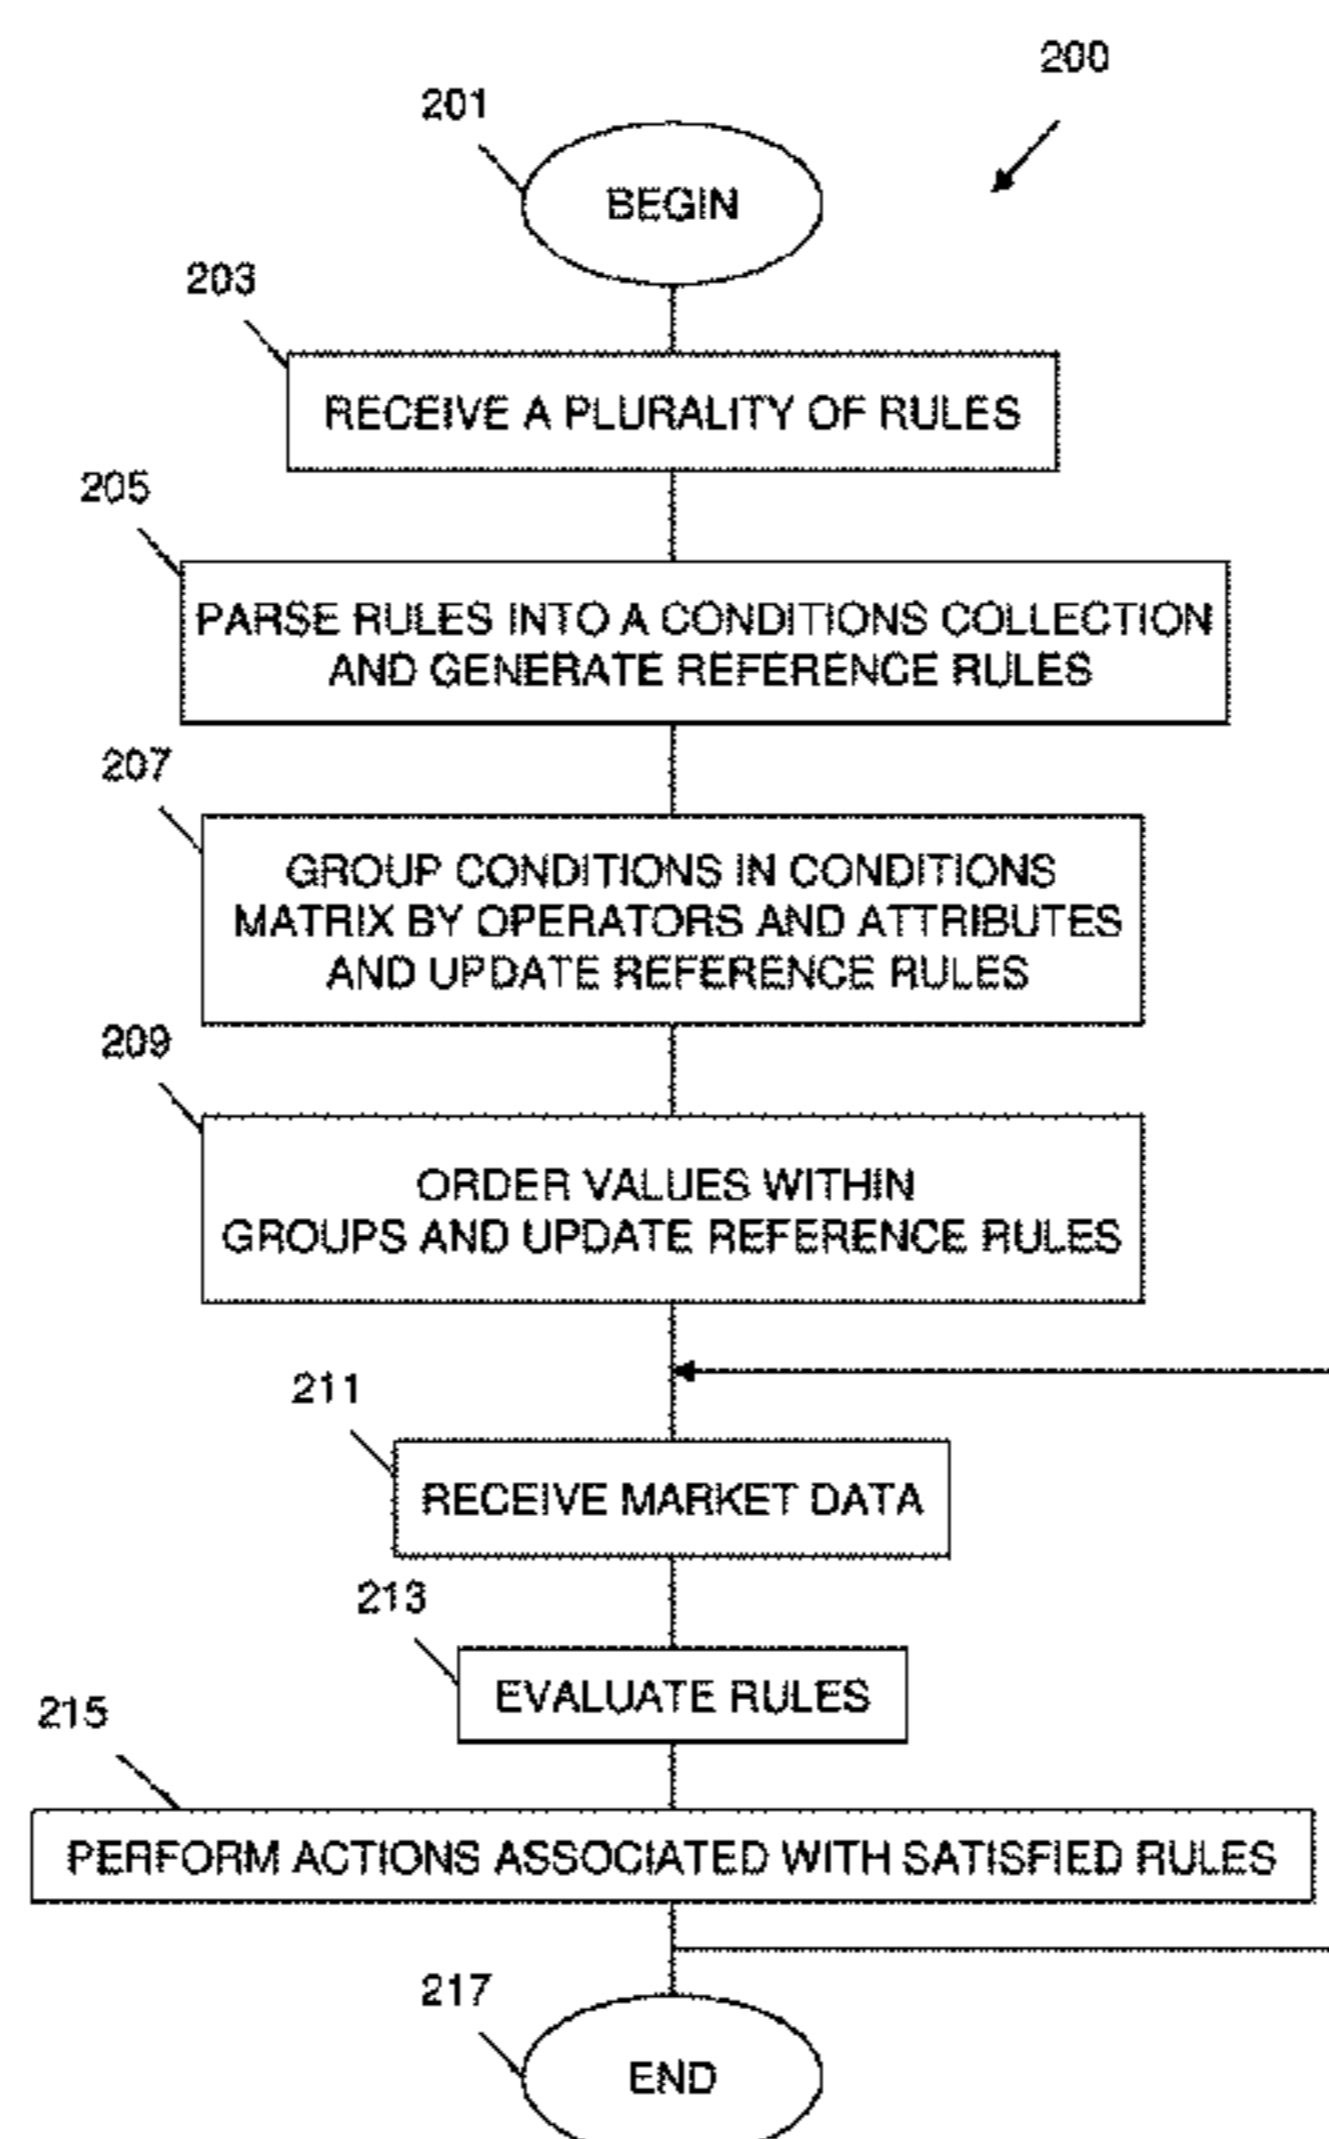 200
201
BEGIN
203
RECEIVE A PLURALITY OF RULES
205
PARSE RULES INTO A CONDITIONS COLLECTION
AND GENERATE REFERENCE RULES
207
GROUP CONDITIONS IN CONDITIONS
MATRIX BY OPERATORS AND ATTRIBUTES
AND UPDATE REFERENCE RULES
209
ORDER VALUES WITHIN
GROUPS AND UPDATE REFERENCE RULES
211
RECEIVE MARKET DATA
213
EVALUATE RULES
215
PERFORM ACTIONS ASSOCIATED WITH SATISFIED RULES
217
END